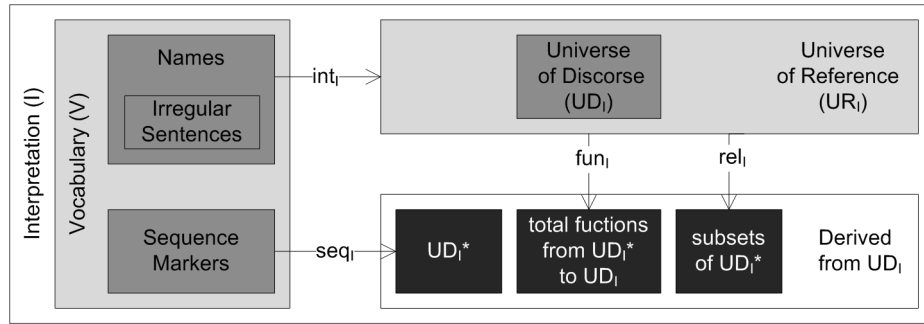 Interpretation (I)
Vocabulary (V)
Names
Irregular
Sentences
Sequence
Markers
intI
seqI
Universe
of Discorse
(UDI)
Universe
of Reference
(URI)
funI
relI
UDI*
total fuctions
from UDI*
to UDI
subsets
of UDI*
Derived
from UDI